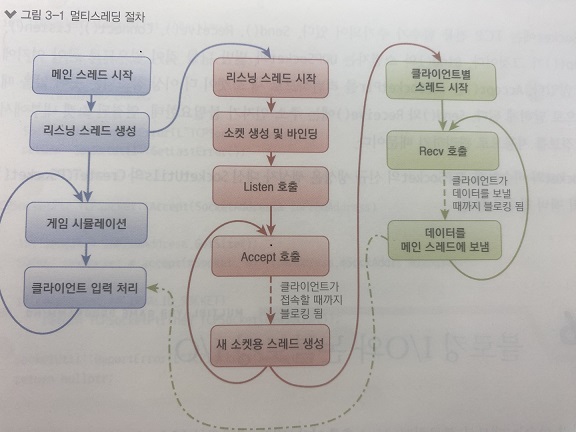 그림 3-1 멀티스레딩 절차
메인 스레드 시작
리스닝 스레드 생성
게임 시뮬레이션
클라이언트 입력 처리
리스닝 스레드 시작
소켓 생성 및 바인딩
Listen 호출
Accept 호출
클라이언트가
접속할 때까지
블로킹 됨
새 소켓용 스레드 생성
클라이언트별
스레드 시작
Recv 호출
클라이언트가
데이터를 보낼
때까지 블로킹 됨
데이터를
메인 스레드에 보냄